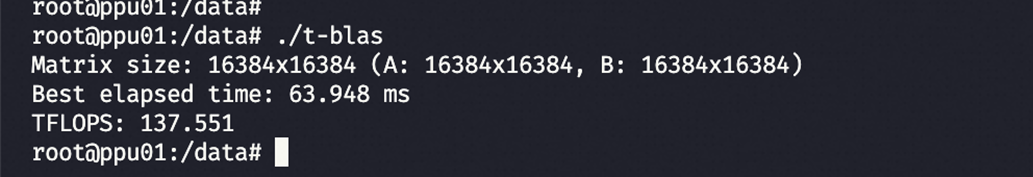 root@ppu01:/data#
root@ppu01:/data# ./t-blas
Matrix size: 16384x16384 (A: 16384x16384, B: 16384x16384)
Best elapsed time: 63.948 ms
TFLOPS: 137.551
root@ppu01:/data#